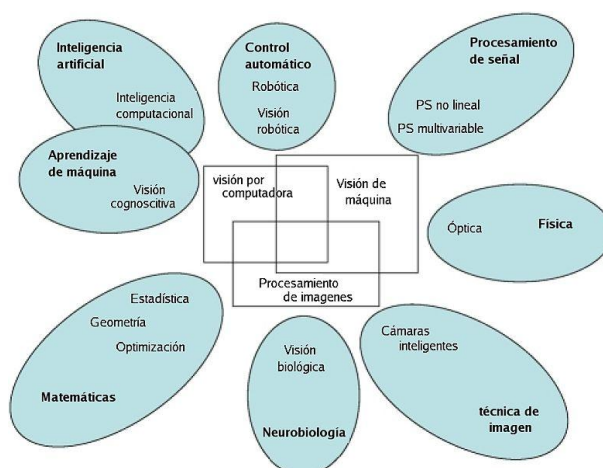 Inteligencia
artificial
Inteligencia
computacional
Control
automático
Robótica
Visión
robótica
Procesamiento
de señal
PS no lineal
PS multivariable
Aprendizaje
de máquina
Visión
cognoscitiva
visión por
computadora
Visión de
máquina
Procesamiento
de imagenes
Óptica
Física
Estadística
Geometría
Optimización
Matemáticas
Visión
biológica
Neurobiología
Cámaras
inteligentes
técnica de
imagen